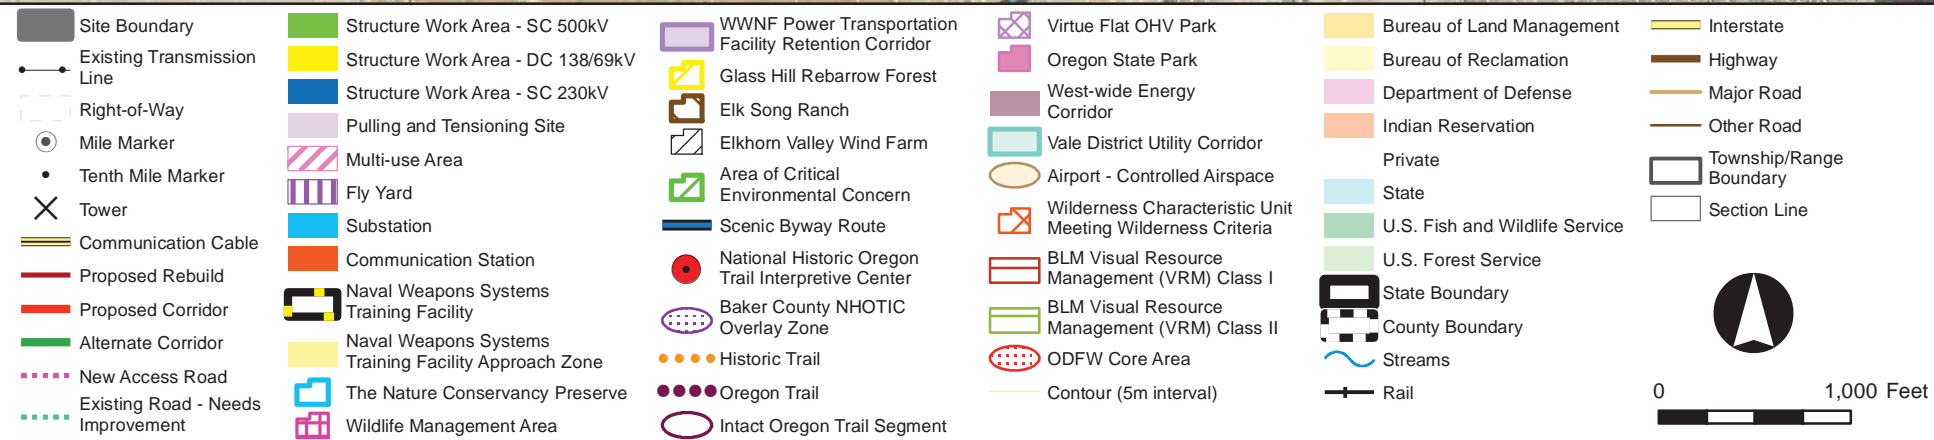 Site Boundary
Existing Transmission
Line
Right-of-Way
Mile Marker
Tenth Mile Marker
Tower
Communication Cable
Proposed Rebuild
Proposed Corridor
Alternate Corridor
New Access Road
Existing Road - Needs
Improvement
Structure Work Area - SC 500kV
Structure Work Area - DC 138/69kV
Structure Work Area - SC 230kV
Pulling and Tensioning Site
Multi-use Area
Fly Yard
Substation
Communication Station
Naval Weapons Systems
Training Facility
Naval Weapons Systems
Training Facility Approach Zone
The Nature Conservancy Preserve
Wildlife Management Area
WWNF Power Transportation
Facility Retention Corridor
Glass Hill Rebarrow Forest
Elk Song Ranch
Elkhorn Valley Wind Farm
Area of Critical
Environmental Concern
Scenic Byway Route
National Historic Oregon
Trail Interpretive Center
Baker County NHOTIC
Overlay Zone
Historic Trail
Oregon Trail
Intact Oregon Trail Segment
Virtue Flat OHV Park
Oregon State Park
West-wide Energy
Corridor
Vale District Utility Corridor
Airport - Controlled Airspace
Wilderness Characteristic Unit
Meeting Wilderness Criteria
BLM Visual Resource
Management (VRM) Class I
BLM Visual Resource
Management (VRM) Class II
ODFW Core Area
Contour (5m interval)
Bureau of Land Management
Bureau of Reclamation
Department of Defense
Indian Reservation
Private
State
U.S. Fish and Wildlife Service
U.S. Forest Service
State Boundary
County Boundary
Streams
Rail
Interstate
Highway
Major Road
Other Road
Township/Range
Boundary
Section Line
0 1,000 Feet